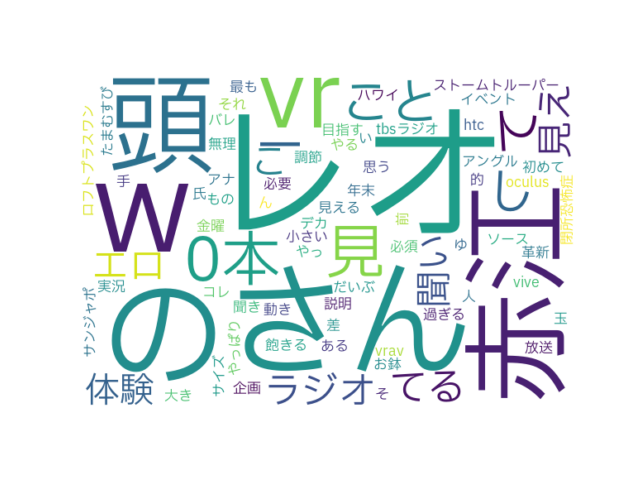 ストームトルーパー
最も
ハワイ
イベント
それ
vr
こと
て
見え
頭
レオ
たまむすび
バレ
目指す
tbsラジオ
htc
無理
やる
い
ロフトプラスワン
調節
こ
し
アングル
初めて
手
アナ
必要
思う
的
oculus
閉所恐怖症
w
氏
もの
年末
ん
見える
赤江
金曜
デカ
前
エロ
0本
小さい
見
聞い
ゅ
ソース
やっ
必須
革新
実況
のさん
コレ
だいぶ
人
vive
サンジャポ
聞き
動き
説明
過ぎる
玉
やっぱり
差
飽きる
ある
vrav
放送
お鉢
体験
サイズ
企画
ラジオ
そ
てる
大き